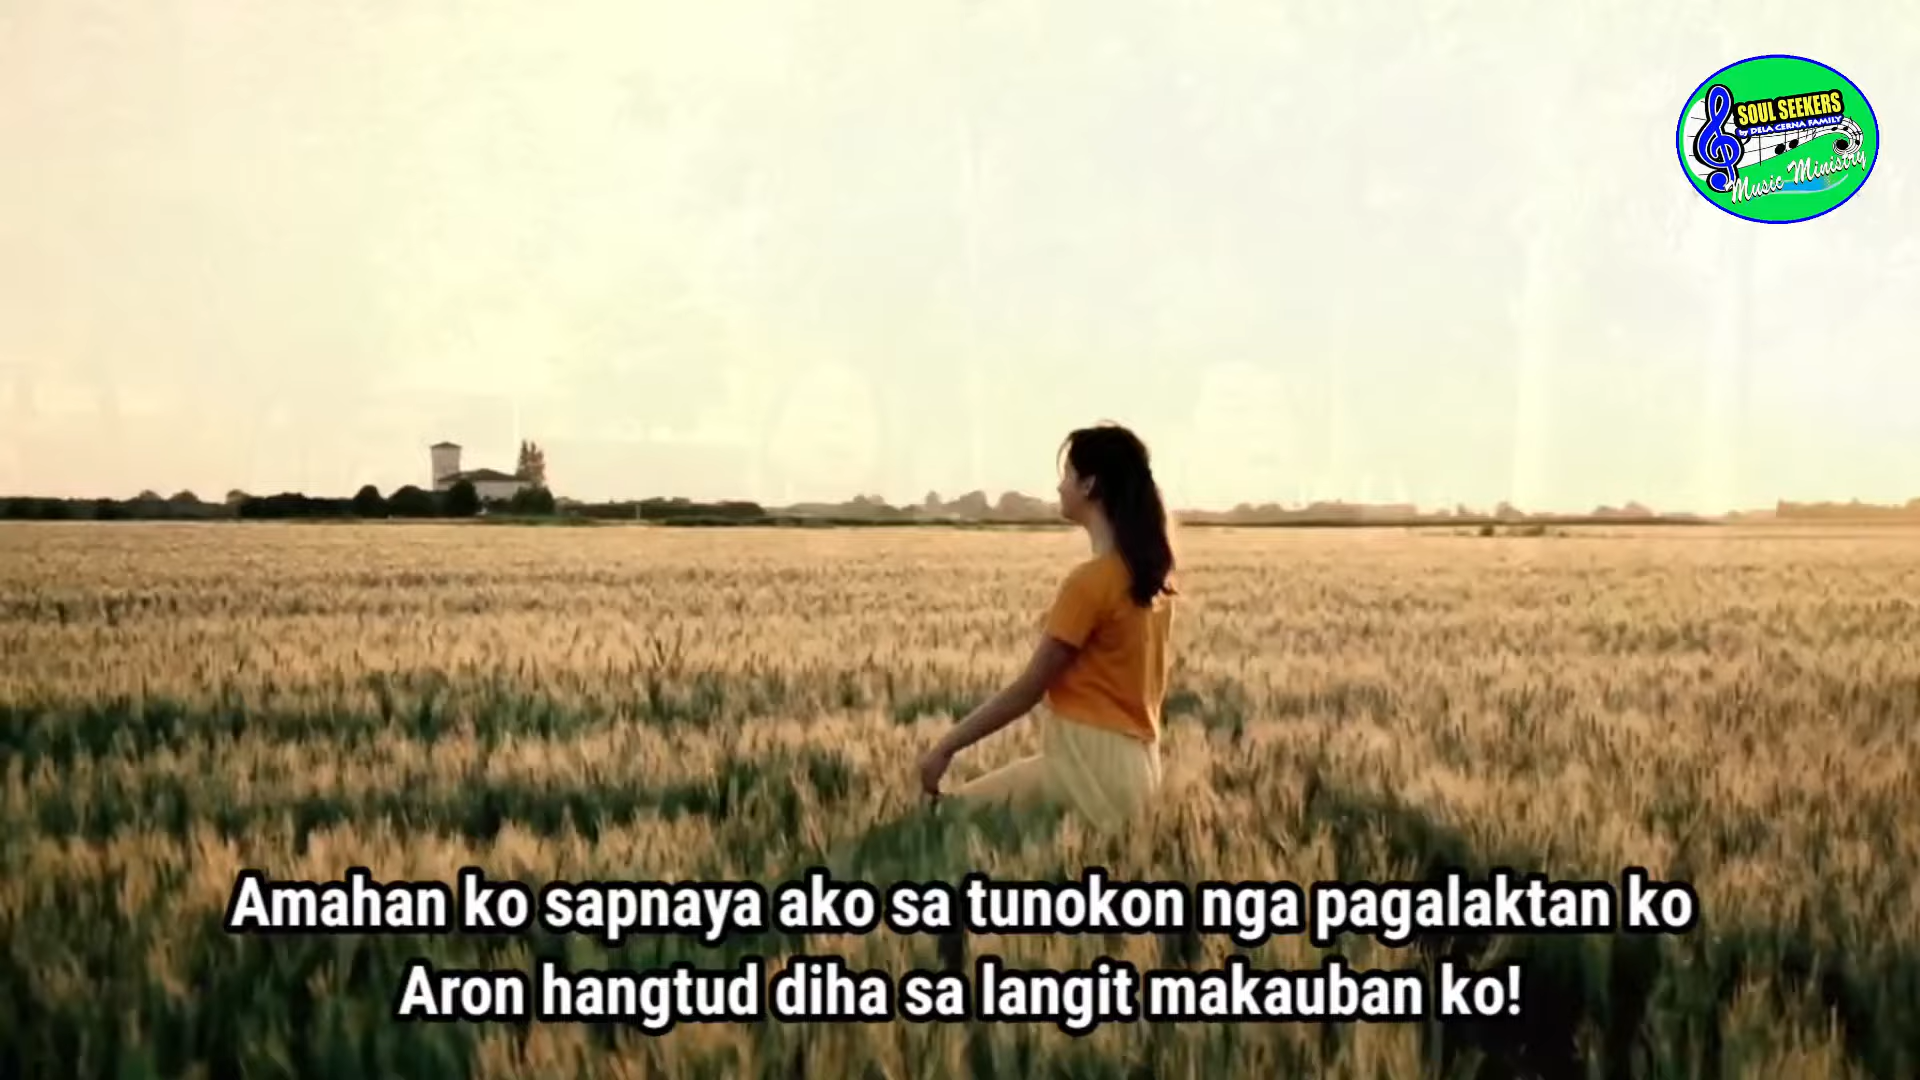 SOUL SEEKERS
by DELA CERNA FAMILY
Music Ministry
Amahan ko sapnaya ako sa tunokon nga pagalaktan ko
Aron hangtud diha sa langit makauban ko!